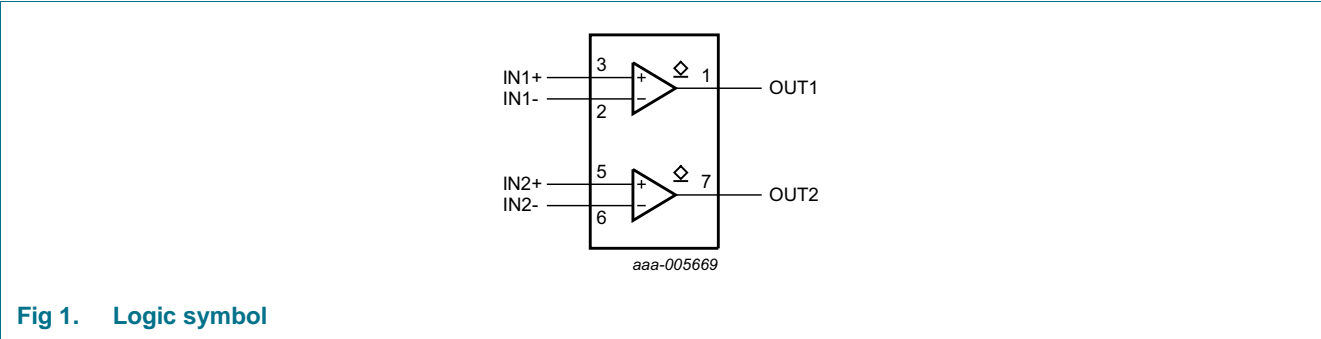 IN1+ 3 + 1 OUT1
IN1- 2 −
IN2+ 5 + 7 OUT2
IN2- 6 −
aaa-005669
Fig 1. Logic symbol